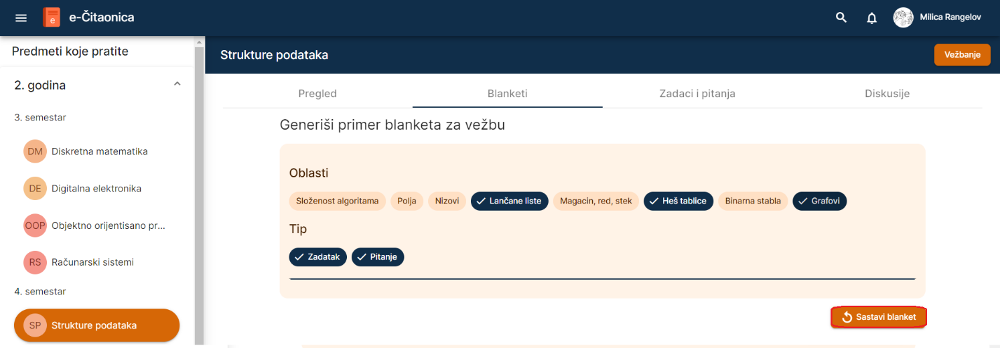 e
e-Čitaonica
Milica Rangelov
Predmeti koje pratite
2. godina
3. semestar
DM Diskretna matematika
DE Digitalna elektronika
OOP Objektno orijentisano pr...
RS Računarski sistemi
4. semestar
SP Strukture podataka
Strukture podataka
Vežbanje
Pregled Blanketi Zadaci i pitanja Diskusije
Generiši primer blanketa za vežbu
Oblasti
Složenost algoritama Polja Nizovi Lančane liste Magacin, red, stek Heš tablice Binarna stabla Grafovi
Tip
Zadatak Pitanje
Sastavi blanket